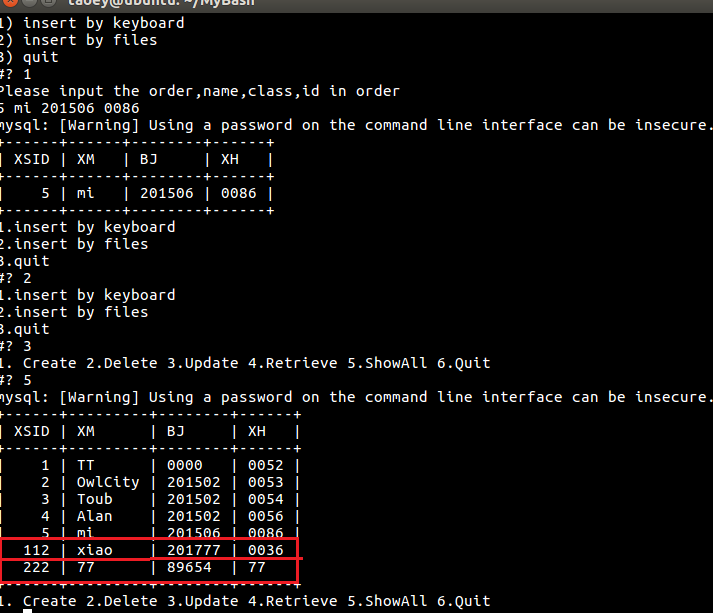 taoey@ubuntu: ~/MyBash
1) insert by keyboard
2) insert by files
3) quit
#? 1
Please input the order,name,class,id in order
5 mi 201506 0086
mysql: [Warning] Using a password on the command line interface can be insecure.
+------+------+--------+------+
| XSID | XM   | BJ     | XH   |
+------+------+--------+------+
|    5 | mi   | 201506 | 0086 |
+------+------+--------+------+
1.insert by keyboard
2.insert by files
3.quit
#? 2
1.insert by keyboard
2.insert by files
3.quit
#? 3
1. Create 2.Delete 3.Update 4.Retrieve 5.ShowAll 6.Quit
#? 5
mysql: [Warning] Using a password on the command line interface can be insecure.
+------+---------+--------+------+
| XSID | XM      | BJ     | XH   |
+------+---------+--------+------+
|    1 | TT      | 0000   | 0052 |
|    2 | OwlCity | 201502 | 0053 |
|    3 | Toub    | 201502 | 0054 |
|    4 | Alan    | 201502 | 0056 |
|    5 | mi      | 201506 | 0086 |
|  112 | xiao    | 201777 | 0036 |
|  222 | 77      | 89654  | 77   |
+------+---------+--------+------+
1. Create 2.Delete 3.Update 4.Retrieve 5.ShowAll 6.Quit